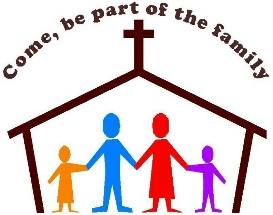 Come, be part of the family